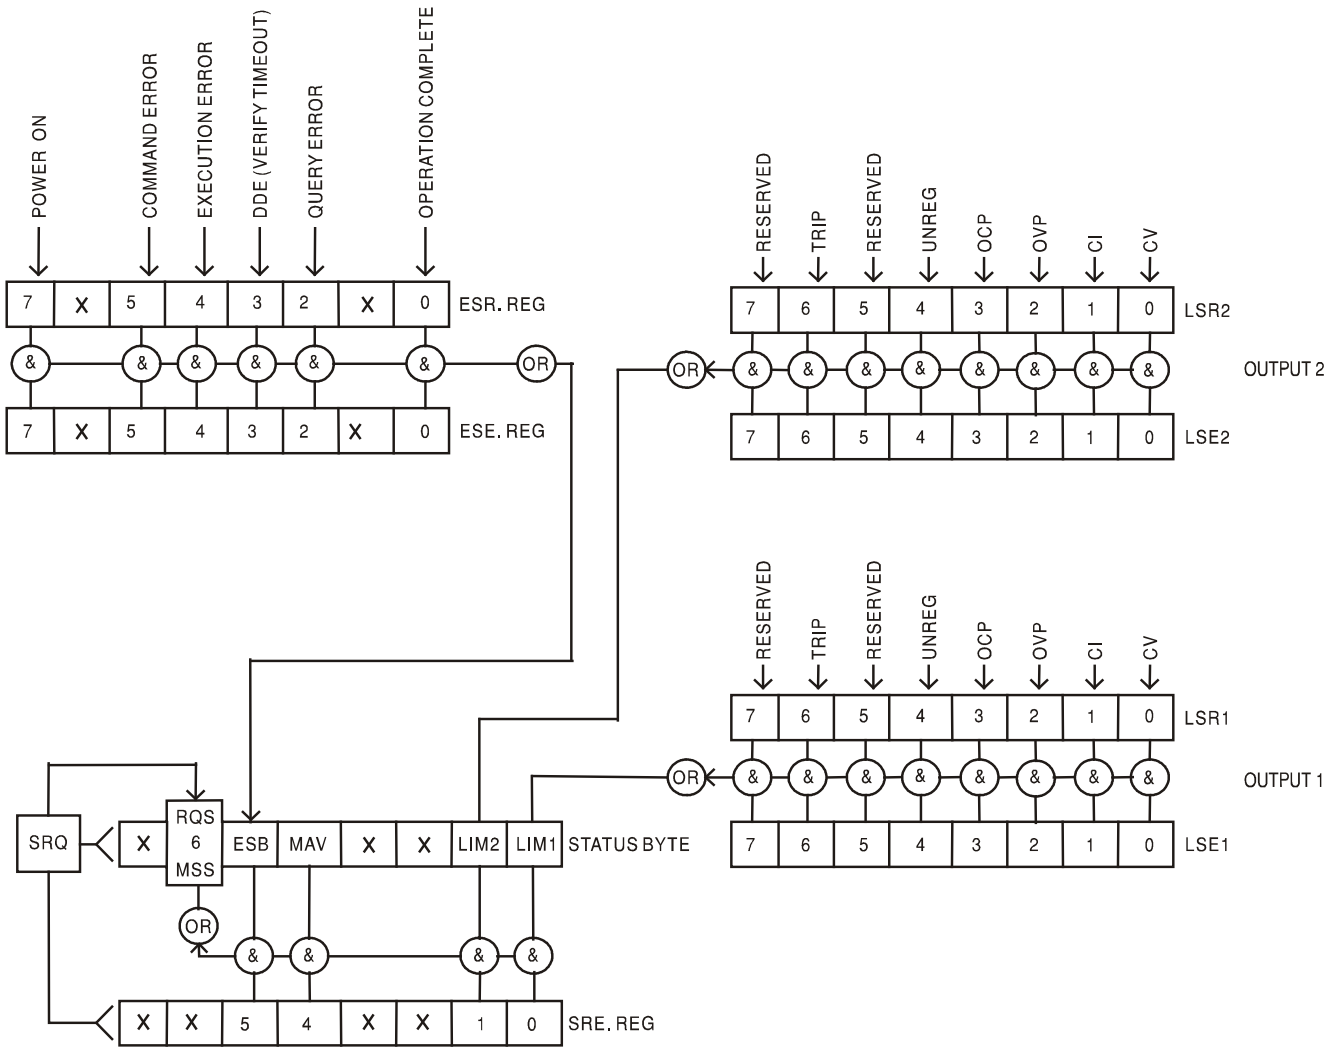 POWER ON
COMMAND ERROR
EXECUTION ERROR
DDE (VERIFY TIMEOUT)
QUERY ERROR
OPERATION COMPLETE
7 X 5 4 3 2 X 0 ESR. REG
& & & & & & OR
7 X 5 4 3 2 X 0 ESE. REG
RESERVED
TRIP
RESERVED
UNREG
OCP
OVP
CI
CV
7 6 5 4 3 2 1 0 LSR2
OR & & & & & & & & OUTPUT 2
7 6 5 4 3 2 1 0 LSE2
RESERVED
TRIP
RESERVED
UNREG
OCP
OVP
CI
CV
7 6 5 4 3 2 1 0 LSR1
OR & & & & & & & & OUTPUT 1
7 6 5 4 3 2 1 0 LSE1
SRQ
X
RQS
6
MSS
ESB MAV X X LIM2 LIM1 STATUS BYTE
OR
& & & &
X X 5 4 X X 1 0 SRE. REG